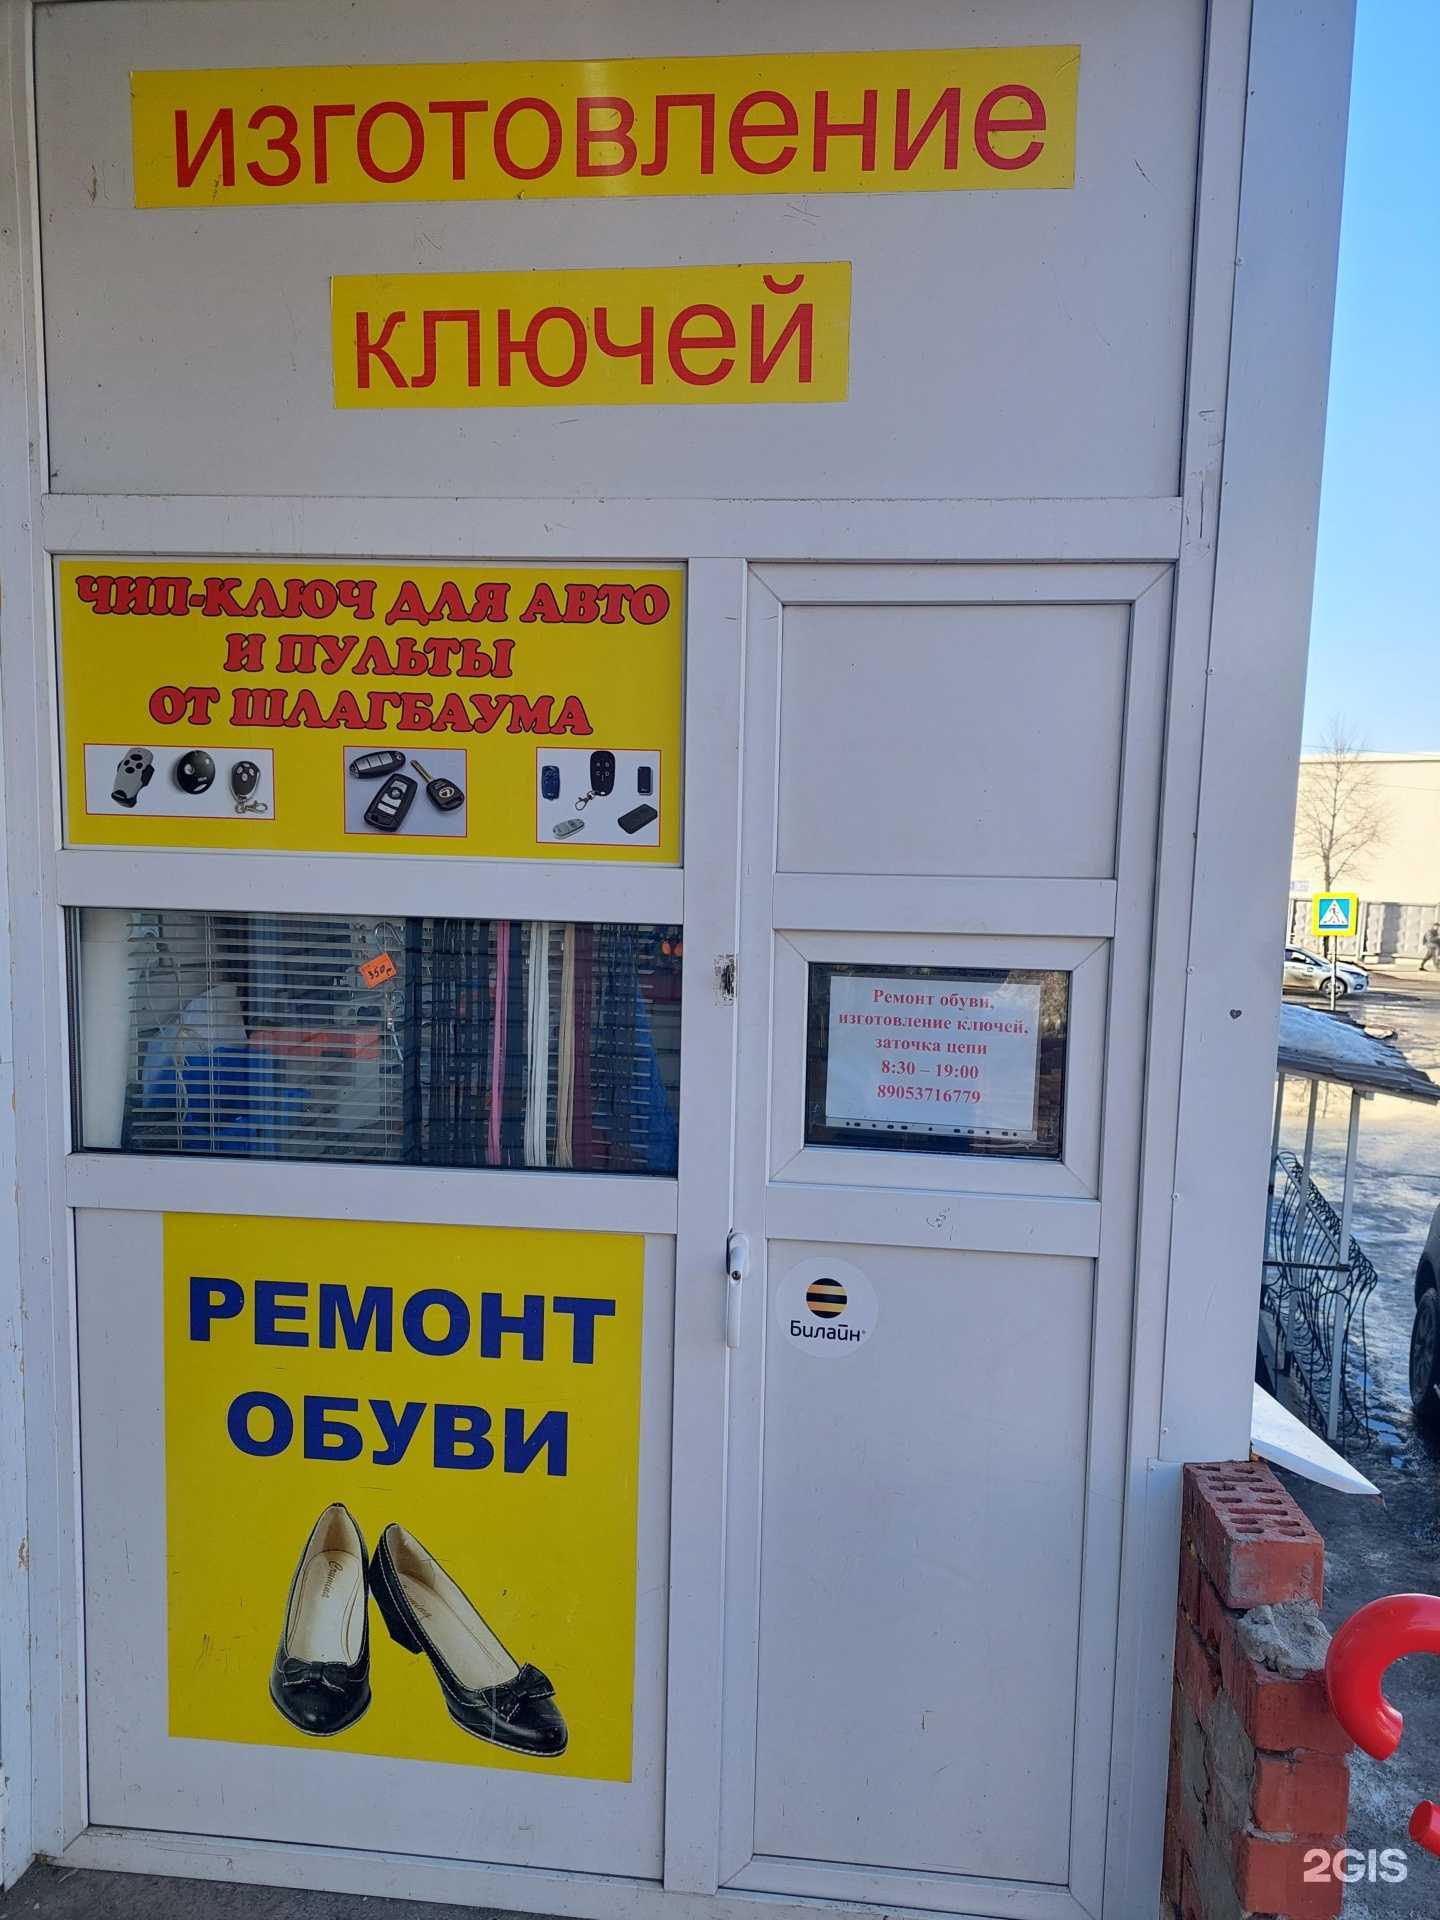 изготовление
ключей
ЧИП-КЛЮЧ ДЛЯ АВТО
И ПУЛЬТЫ
ОТ ШЛАГБАУМА
350р
Ремонт обуви,
изготовление ключей,
заточка цепи
8:30 – 19:00
89053716779
Билайн
РЕМОНТ
ОБУВИ
2GIS